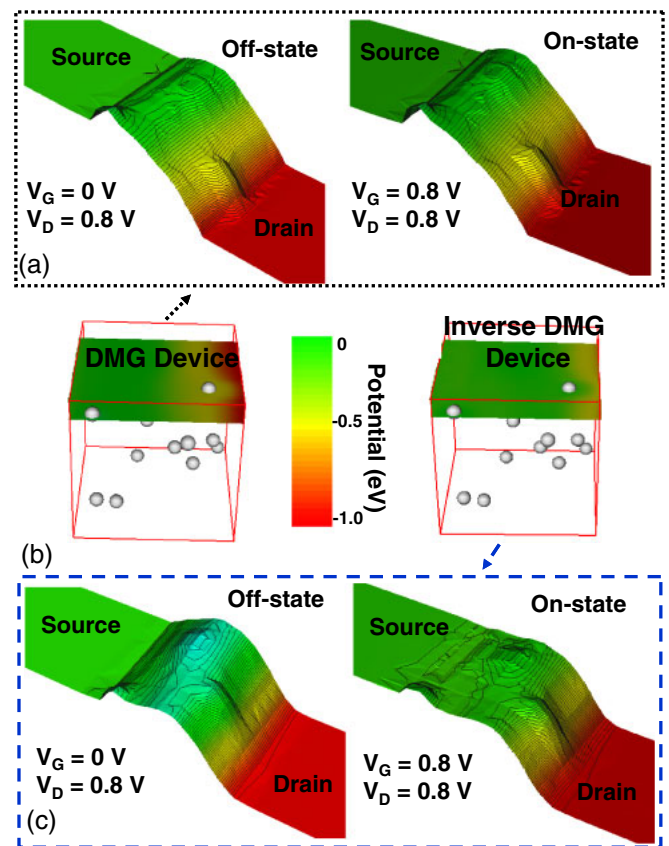 Source
Off-state
V_G = 0 V
V_D = 0.8 V
Drain
On-state
Source
V_G = 0.8 V
V_D = 0.8 V
Drain
(a)
DMG Device
Inverse DMG
Device
0
-0.5
-1.0
Potential (eV)
(b)
Off-state
Source
V_G = 0 V
V_D = 0.8 V
Drain
On-state
Source
V_G = 0.8 V
V_D = 0.8 V
Drain
(c)